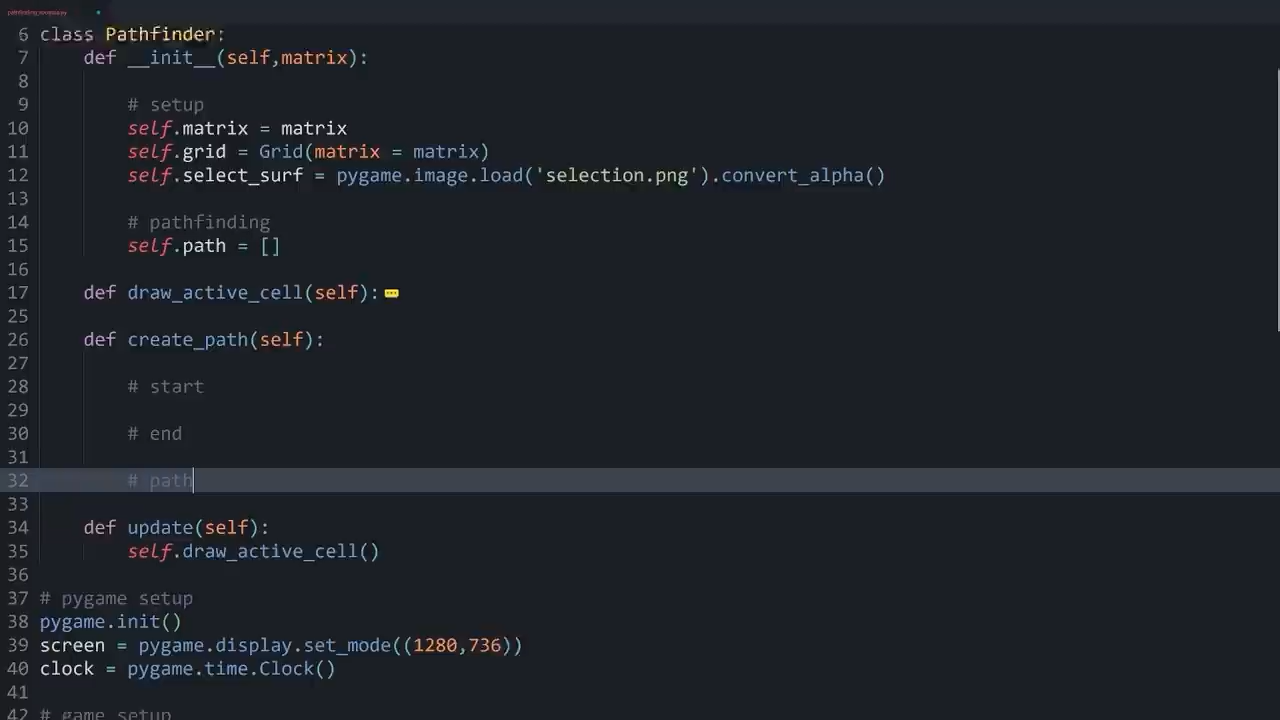 6 class Pathfinder:
7 def __init__(self,matrix):
8
9 # setup
10 self.matrix = matrix
11 self.grid = Grid(matrix = matrix)
12 self.select_surf = pygame.image.load('selection.png').convert_alpha()
13
14 # pathfinding
15 self.path = []
16
17 def draw_active_cell(self):
25
26 def create_path(self):
27
28 # start
29
30 # end
31
32 # path
33
34 def update(self):
35 self.draw_active_cell()
36
37 # pygame setup
38 pygame.init()
39 screen = pygame.display.set_mode((1280,736))
40 clock = pygame.time.Clock()
41
42 # game setup